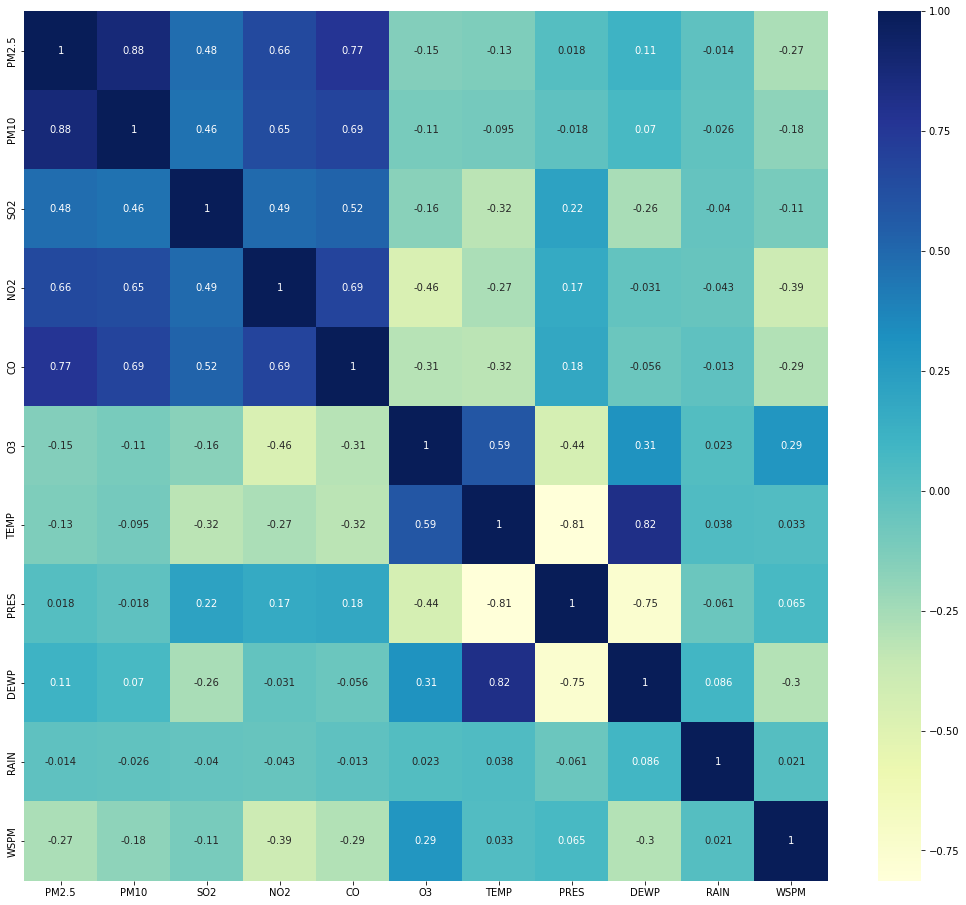 PM2.5 1 0.88 0.48 0.66 0.77 -0.15 -0.13 0.018 0.11 -0.014 -0.27
PM10 0.88 1 0.46 0.65 0.69 -0.11 -0.095 -0.018 0.07 -0.026 -0.18
SO2 0.48 0.46 1 0.49 0.52 -0.16 -0.32 0.22 -0.26 -0.04 -0.11
NO2 0.66 0.65 0.49 1 0.69 -0.46 -0.27 0.17 -0.031 -0.043 -0.39
CO 0.77 0.69 0.52 0.69 1 -0.31 -0.32 0.18 -0.056 -0.013 -0.29
O3 -0.15 -0.11 -0.16 -0.46 -0.31 1 0.59 -0.44 0.31 0.023 0.29
TEMP -0.13 -0.095 -0.32 -0.27 -0.32 0.59 1 -0.81 0.82 0.038 0.033
PRES 0.018 -0.018 0.22 0.17 0.18 -0.44 -0.81 1 -0.75 -0.061 0.065
DEWP 0.11 0.07 -0.26 -0.031 -0.056 0.31 0.82 -0.75 1 0.086 -0.3
RAIN -0.014 -0.026 -0.04 -0.043 -0.013 0.023 0.038 -0.061 0.086 1 0.021
WSPM -0.27 -0.18 -0.11 -0.39 -0.29 0.29 0.033 0.065 -0.3 0.021 1
PM2.5 PM10 SO2 NO2 CO O3 TEMP PRES DEWP RAIN WSPM
1.00
0.75
0.50
0.25
0.00
−0.25
−0.50
−0.75